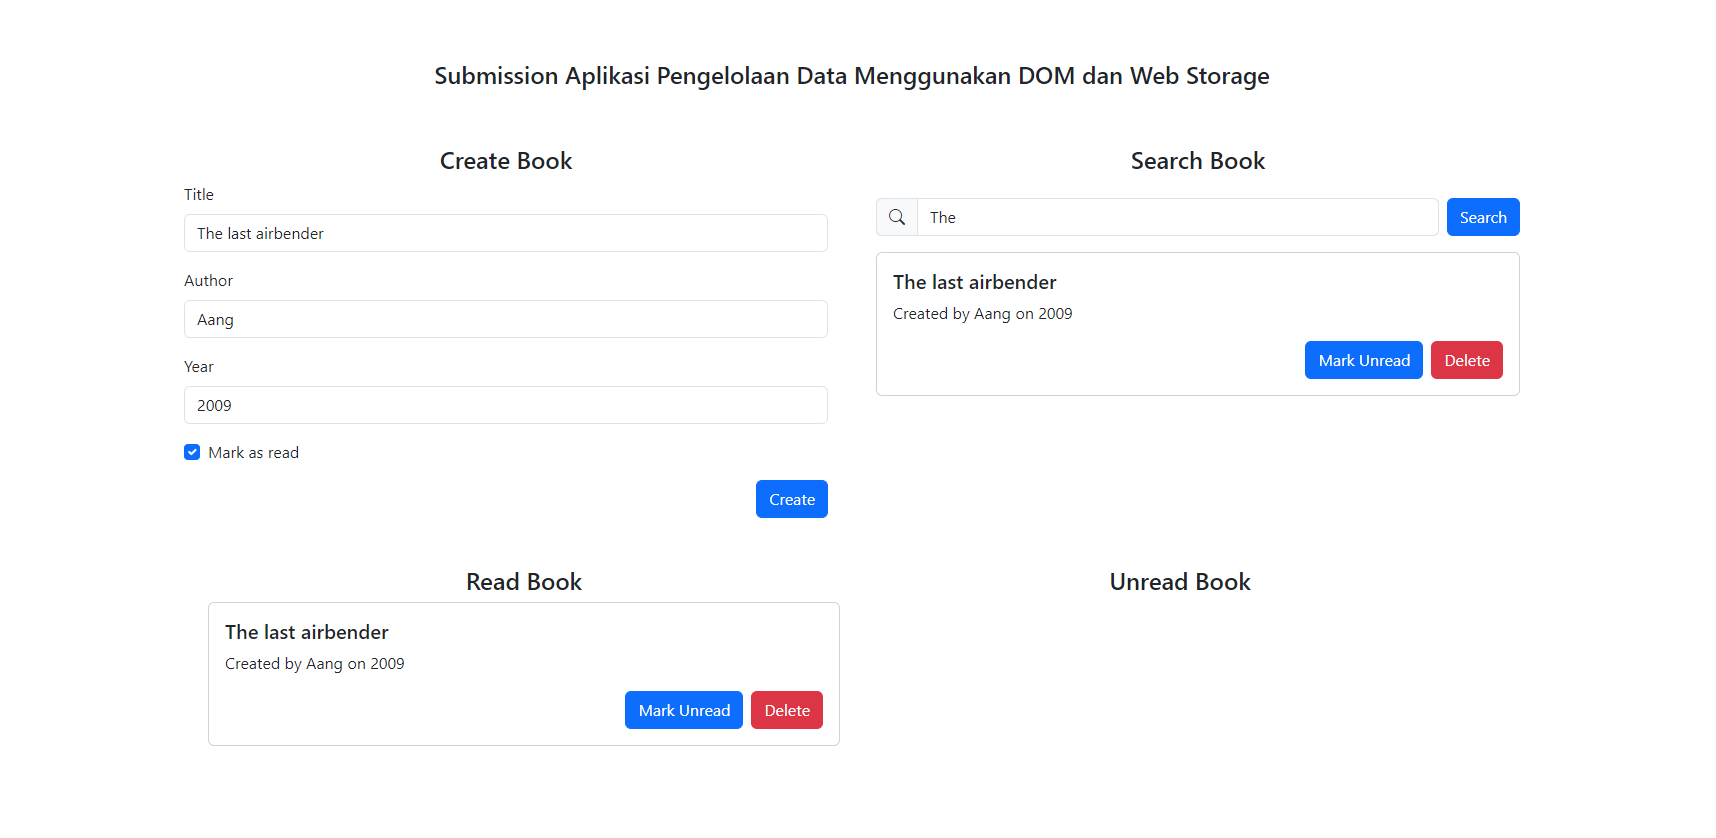 Submission Aplikasi Pengelolaan Data Menggunakan DOM dan Web Storage
Create Book
Title
The last airbender
Author
Aang
Year
2009
Mark as read
Create
Search Book
The
Search
The last airbender
Created by Aang on 2009
Mark Unread
Delete
Read Book
The last airbender
Created by Aang on 2009
Mark Unread
Delete
Unread Book